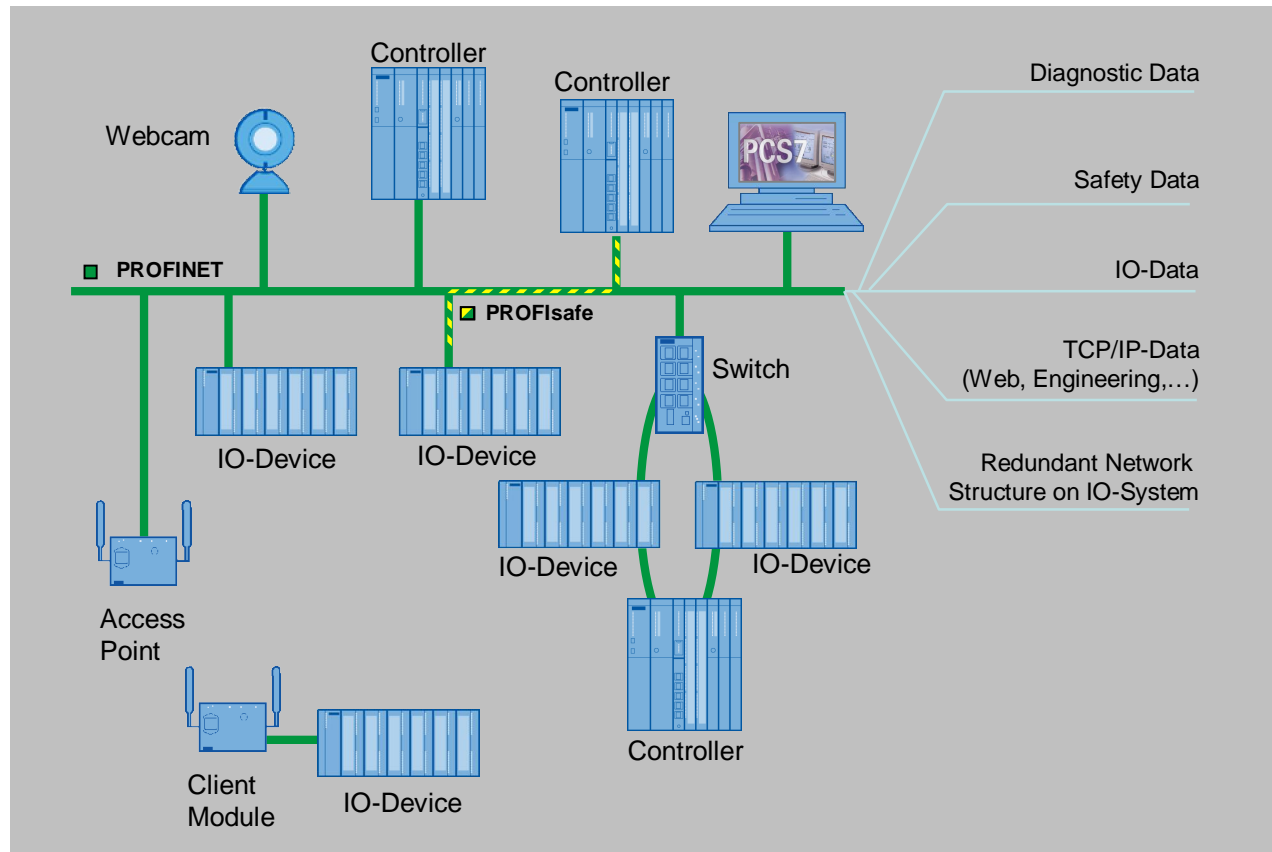 Controller
Controller
Diagnostic Data
Webcam
PCS7
Safety Data
PROFINET
IO-Data
PROFIsafe
TCP/IP-Data
(Web, Engineering,…)
Switch
IO-Device
IO-Device
Redundant Network
Structure on IO-System
IO-Device
IO-Device
Access
Point
Controller
Client
Module
IO-Device